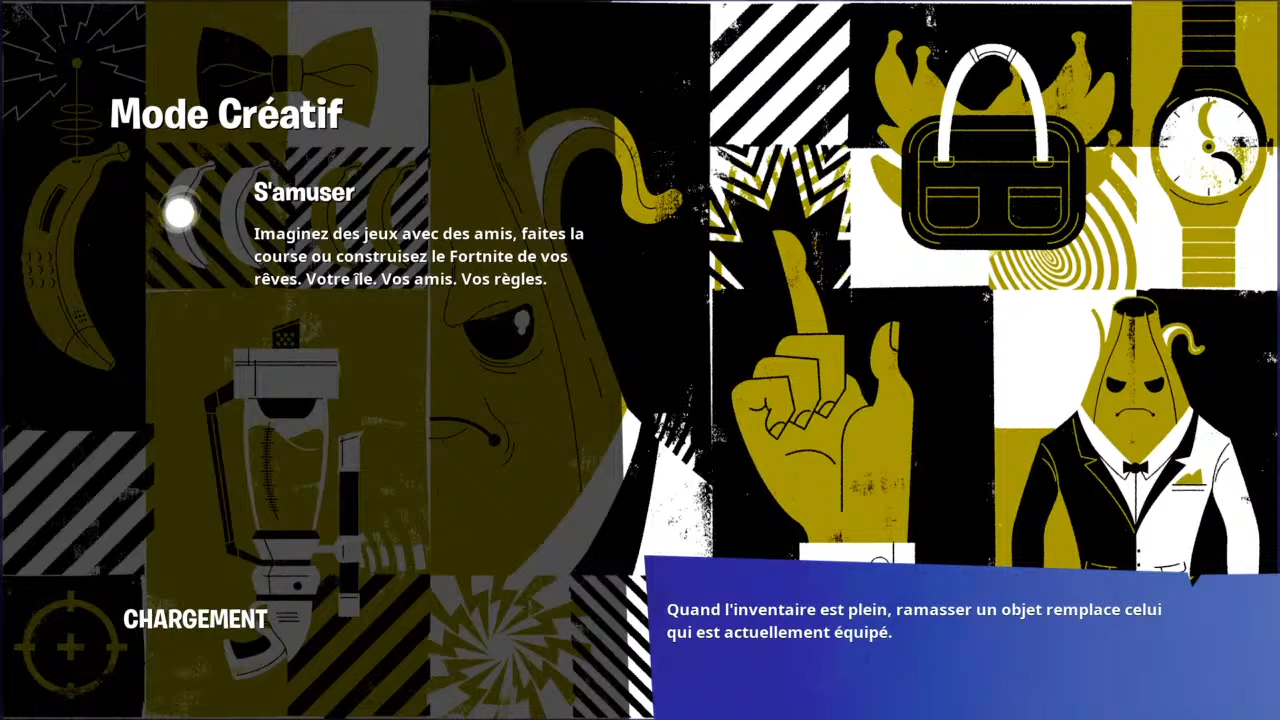 Mode Créatif
S'amuser
Imaginez des jeux avec des amis, faites la
course ou construisez le Fortnite de vos
rêves. Votre île. Vos amis. Vos règles.
CHARGEMENT
Quand l'inventaire est plein, ramasser un objet remplace celui
qui est actuellement équipé.